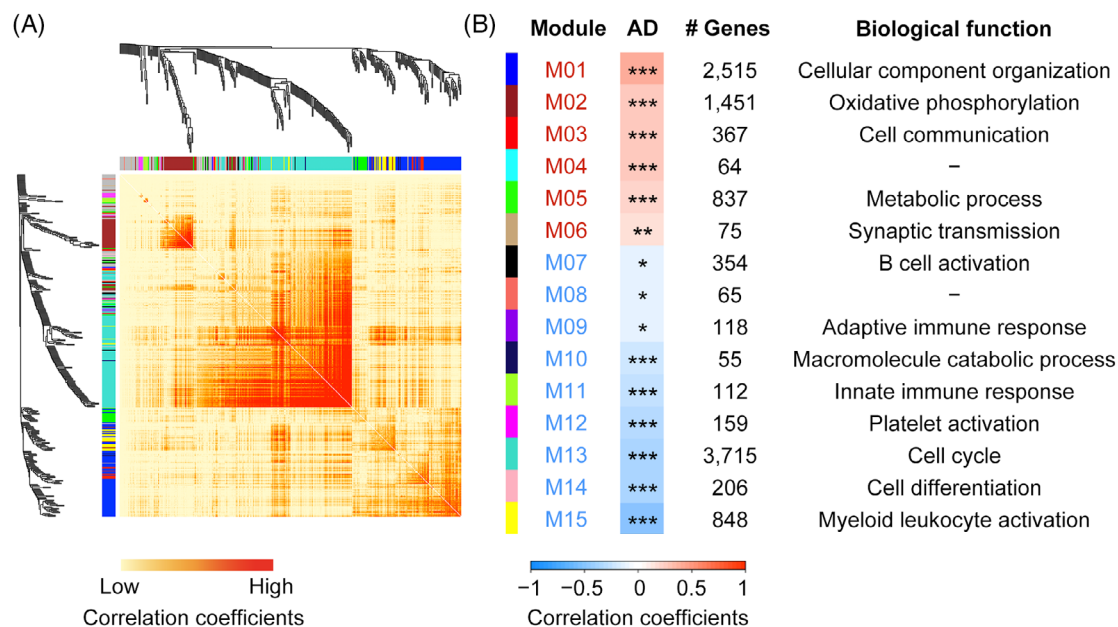 (A)
Low High
Correlation coefficients
(B) Module AD # Genes Biological function
M01 *** 2,515 Cellular component organization
M02 *** 1,451 Oxidative phosphorylation
M03 *** 367 Cell communication
M04 *** 64 –
M05 *** 837 Metabolic process
M06 ** 75 Synaptic transmission
M07 * 354 B cell activation
M08 * 65 –
M09 * 118 Adaptive immune response
M10 *** 55 Macromolecule catabolic process
M11 *** 112 Innate immune response
M12 *** 159 Platelet activation
M13 *** 3,715 Cell cycle
M14 *** 206 Cell differentiation
M15 *** 848 Myeloid leukocyte activation
−1 −0.5 0 0.5 1
Correlation coefficients